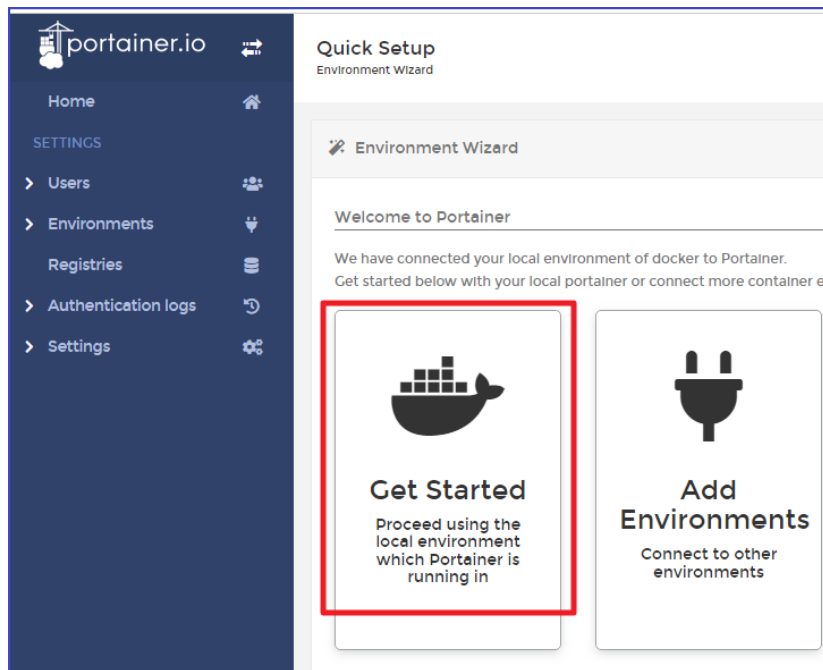 portainer.io
Home
SETTINGS
Users
Environments
Registries
Authentication logs
Settings
Quick Setup
Environment Wizard
Environment Wizard
Welcome to Portainer
We have connected your local environment of docker to Portainer.
Get started below with your local portainer or connect more container e
Get Started
Proceed using the
local environment
which Portainer is
running in
Add
Environments
Connect to other
environments